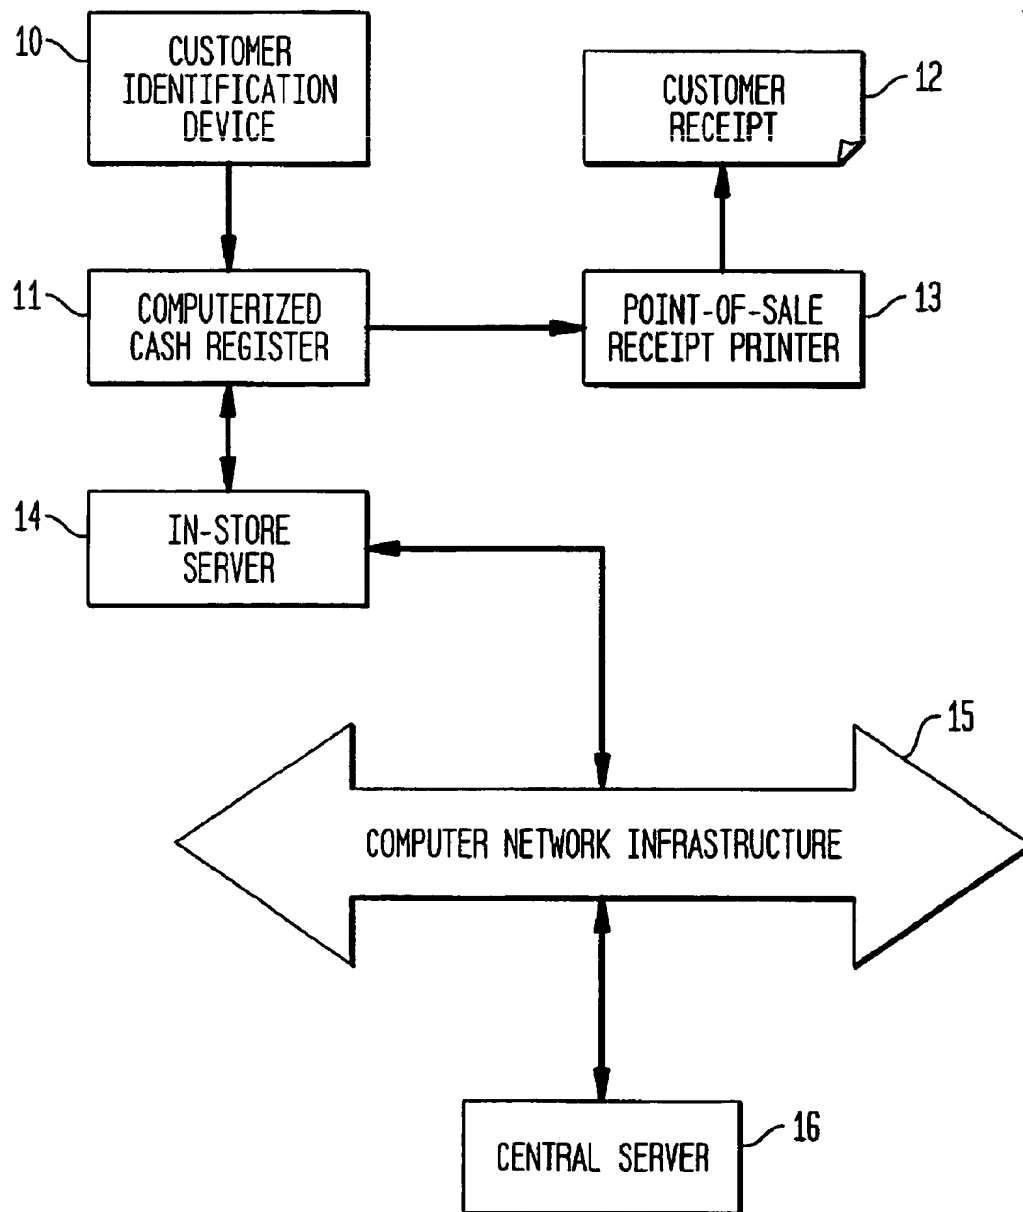 10
CUSTOMER
IDENTIFICATION
DEVICE
CUSTOMER
RECEIPT
12
11
COMPUTERIZED
CASH REGISTER
POINT-OF-SALE
RECEIPT PRINTER
13
14
IN-STORE
SERVER
15
COMPUTER NETWORK INFRASTRUCTURE
CENTRAL SERVER
16